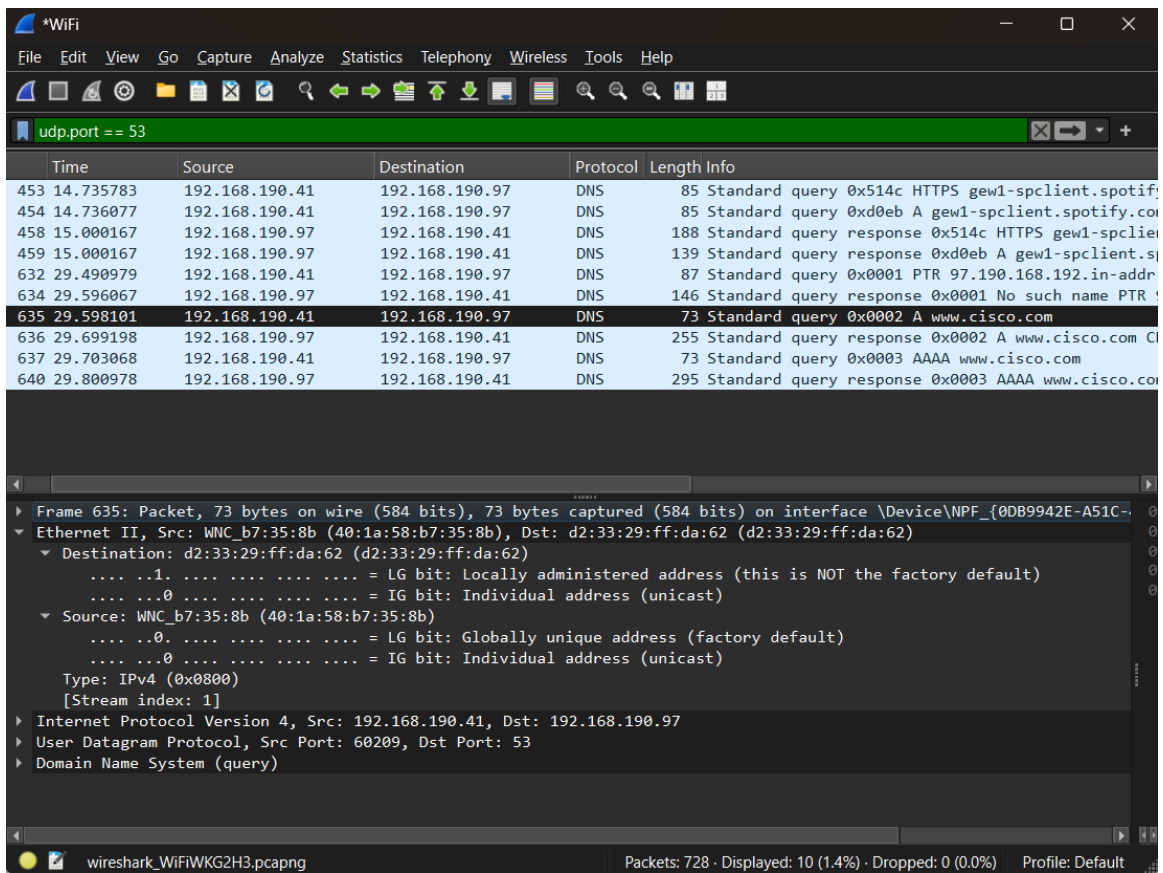 *WiFi
File Edit View Go Capture Analyze Statistics Telephony Wireless Tools Help
udp.port == 53
Time Source Destination Protocol Length Info
453 14.735783 192.168.190.41 192.168.190.97 DNS 85 Standard query 0x514c HTTPS gew1-spclient.spotify
454 14.736077 192.168.190.41 192.168.190.97 DNS 85 Standard query 0xd0eb A gew1-spclient.spotify.co
458 15.000167 192.168.190.97 192.168.190.41 DNS 188 Standard query response 0x514c HTTPS gew1-spclie
459 15.000167 192.168.190.97 192.168.190.41 DNS 139 Standard query response 0xd0eb A gew1-spclient.s
632 29.490979 192.168.190.41 192.168.190.97 DNS 87 Standard query 0x0001 PTR 97.190.168.192.in-addr
634 29.596067 192.168.190.97 192.168.190.41 DNS 146 Standard query response 0x0001 No such name PTR 9
635 29.598101 192.168.190.41 192.168.190.97 DNS 73 Standard query 0x0002 A www.cisco.com
636 29.699198 192.168.190.97 192.168.190.41 DNS 255 Standard query response 0x0002 A www.cisco.com C
637 29.703068 192.168.190.41 192.168.190.97 DNS 73 Standard query 0x0003 AAAA www.cisco.com
640 29.800978 192.168.190.97 192.168.190.41 DNS 295 Standard query response 0x0003 AAAA www.cisco.co
Frame 635: Packet, 73 bytes on wire (584 bits), 73 bytes captured (584 bits) on interface \Device\NPF_{0DB9942E-A51C-
Ethernet II, Src: WNC_b7:35:8b (40:1a:58:b7:35:8b), Dst: d2:33:29:ff:da:62 (d2:33:29:ff:da:62)
Destination: d2:33:29:ff:da:62 (d2:33:29:ff:da:62)
.... ..1. .... .... .... .... = LG bit: Locally administered address (this is NOT the factory default)
.... ...0 .... .... .... .... = IG bit: Individual address (unicast)
Source: WNC_b7:35:8b (40:1a:58:b7:35:8b)
.... ..0. .... .... .... .... = LG bit: Globally unique address (factory default)
.... ...0 .... .... .... .... = IG bit: Individual address (unicast)
Type: IPv4 (0x0800)
[Stream index: 1]
Internet Protocol Version 4, Src: 192.168.190.41, Dst: 192.168.190.97
User Datagram Protocol, Src Port: 60209, Dst Port: 53
Domain Name System (query)
wireshark_WiFiWKG2H3.pcapng Packets: 728 · Displayed: 10 (1.4%) · Dropped: 0 (0.0%) Profile: Default